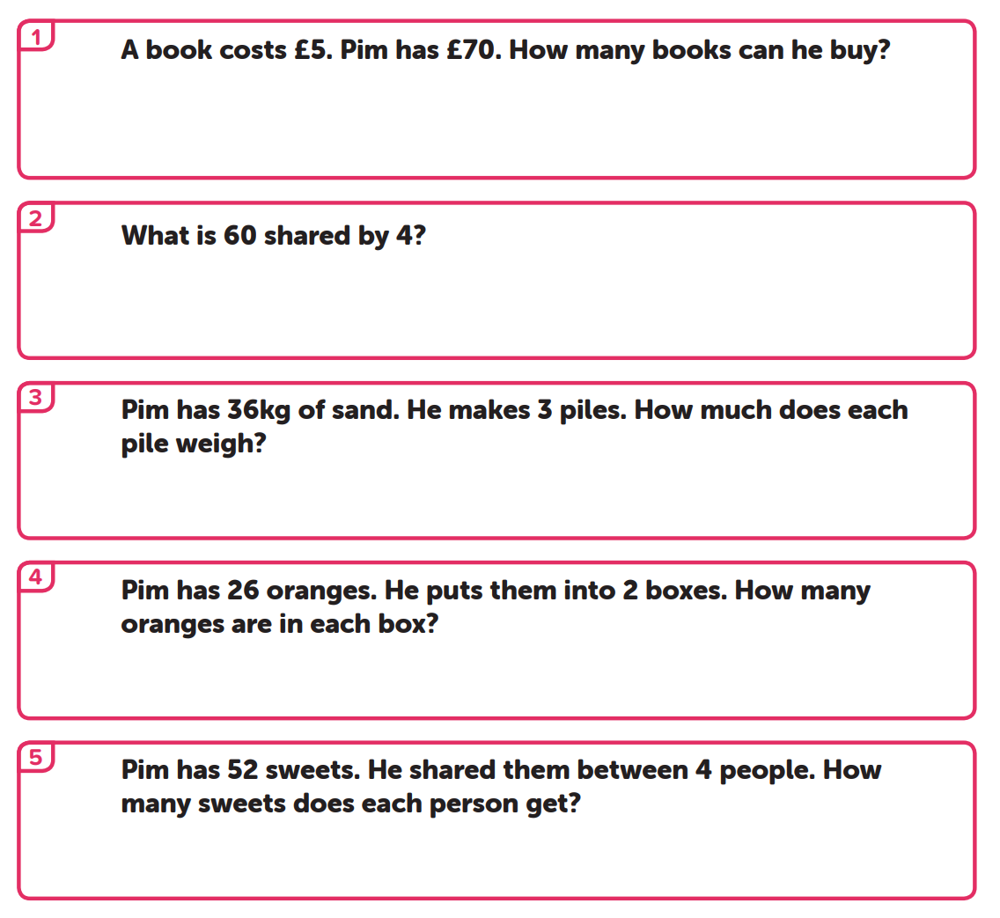 1
A book costs £5. Pim has £70. How many books can he buy?
2
What is 60 shared by 4?
3
Pim has 36kg of sand. He makes 3 piles. How much does each
pile weigh?
4
Pim has 26 oranges. He puts them into 2 boxes. How many
oranges are in each box?
5
Pim has 52 sweets. He shared them between 4 people. How
many sweets does each person get?